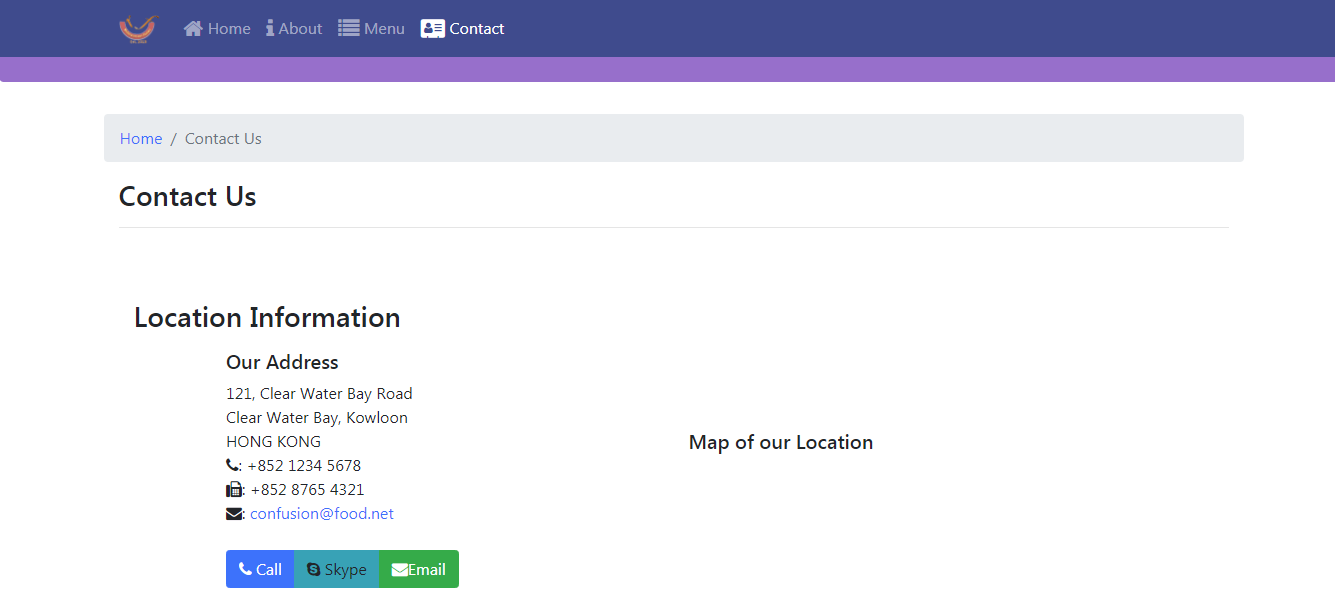 Home About Menu Contact
Home / Contact Us
Contact Us
Location Information
Our Address
121, Clear Water Bay Road
Clear Water Bay, Kowloon
HONG KONG
: +852 1234 5678
: +852 8765 4321
: confusion@food.net
Map of our Location
Call Skype Email